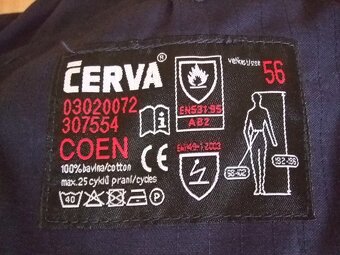 ČERVA®
velikost/size
56
03020072
307554
COEN
EN531:95
AB2
100% bavlna/cotton
max.25 cyklů praní/cycles
CE
EN1149-1:2003
40
P